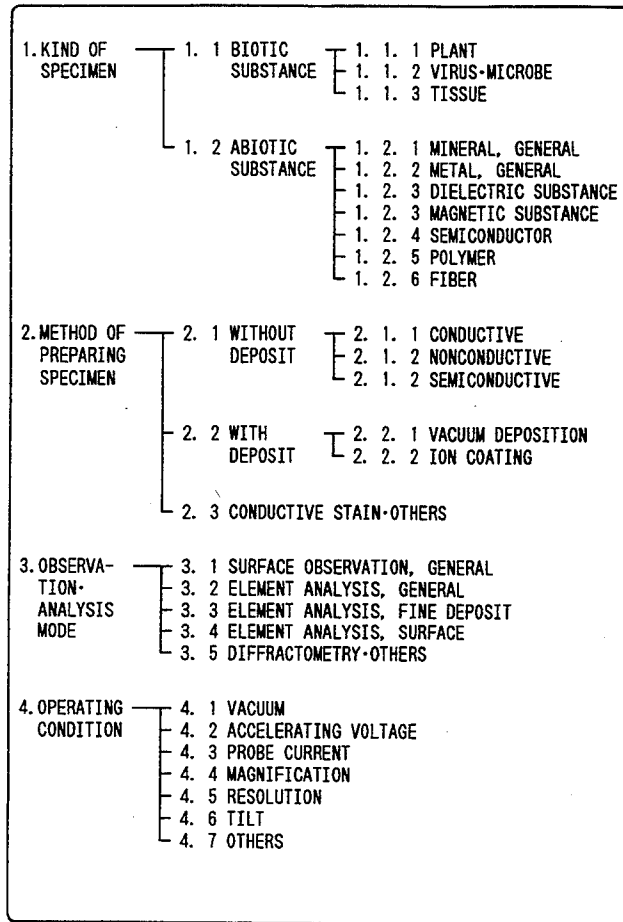 1. KIND OF SPECIMEN
1. 1 BIOTIC SUBSTANCE
1. 1. 1 PLANT
1. 1. 2 VIRUS·MICROBE
1. 1. 3 TISSUE
1. 2 ABIOTIC SUBSTANCE
1. 2. 1 MINERAL, GENERAL
1. 2. 2 METAL, GENERAL
1. 2. 3 DIELECTRIC SUBSTANCE
1. 2. 3 MAGNETIC SUBSTANCE
1. 2. 4 SEMICONDUCTOR
1. 2. 5 POLYMER
1. 2. 6 FIBER
2. METHOD OF PREPARING SPECIMEN
2. 1 WITHOUT DEPOSIT
2. 1. 1 CONDUCTIVE
2. 1. 2 NONCONDUCTIVE
2. 1. 2 SEMICONDUCTIVE
2. 2 WITH DEPOSIT
2. 2. 1 VACUUM DEPOSITION
2. 2. 2 ION COATING
2. 3 CONDUCTIVE STAIN·OTHERS
3. OBSERVA-
TION·
ANALYSIS
MODE
3. 1 SURFACE OBSERVATION, GENERAL
3. 2 ELEMENT ANALYSIS, GENERAL
3. 3 ELEMENT ANALYSIS, FINE DEPOSIT
3. 4 ELEMENT ANALYSIS, SURFACE
3. 5 DIFFRACTOMETRY·OTHERS
4. OPERATING CONDITION
4. 1 VACUUM
4. 2 ACCELERATING VOLTAGE
4. 3 PROBE CURRENT
4. 4 MAGNIFICATION
4. 5 RESOLUTION
4. 6 TILT
4. 7 OTHERS